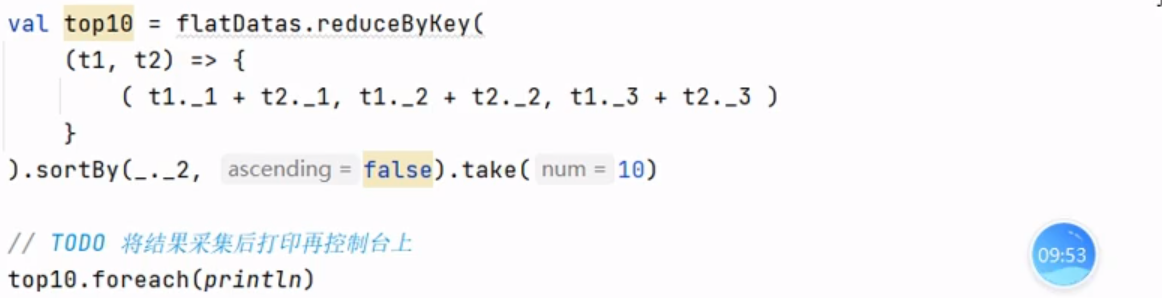 val top10 = flatDatas.reduceByKey(
(t1, t2) => {
( t1._1 + t2._1, t1._2 + t2._2, t1._3 + t2._3 )
}
).sortBy(_._2, ascending = false).take( num = 10)
// TODO 将结果采集后打印再控制台上
top10.foreach(println)
09:53